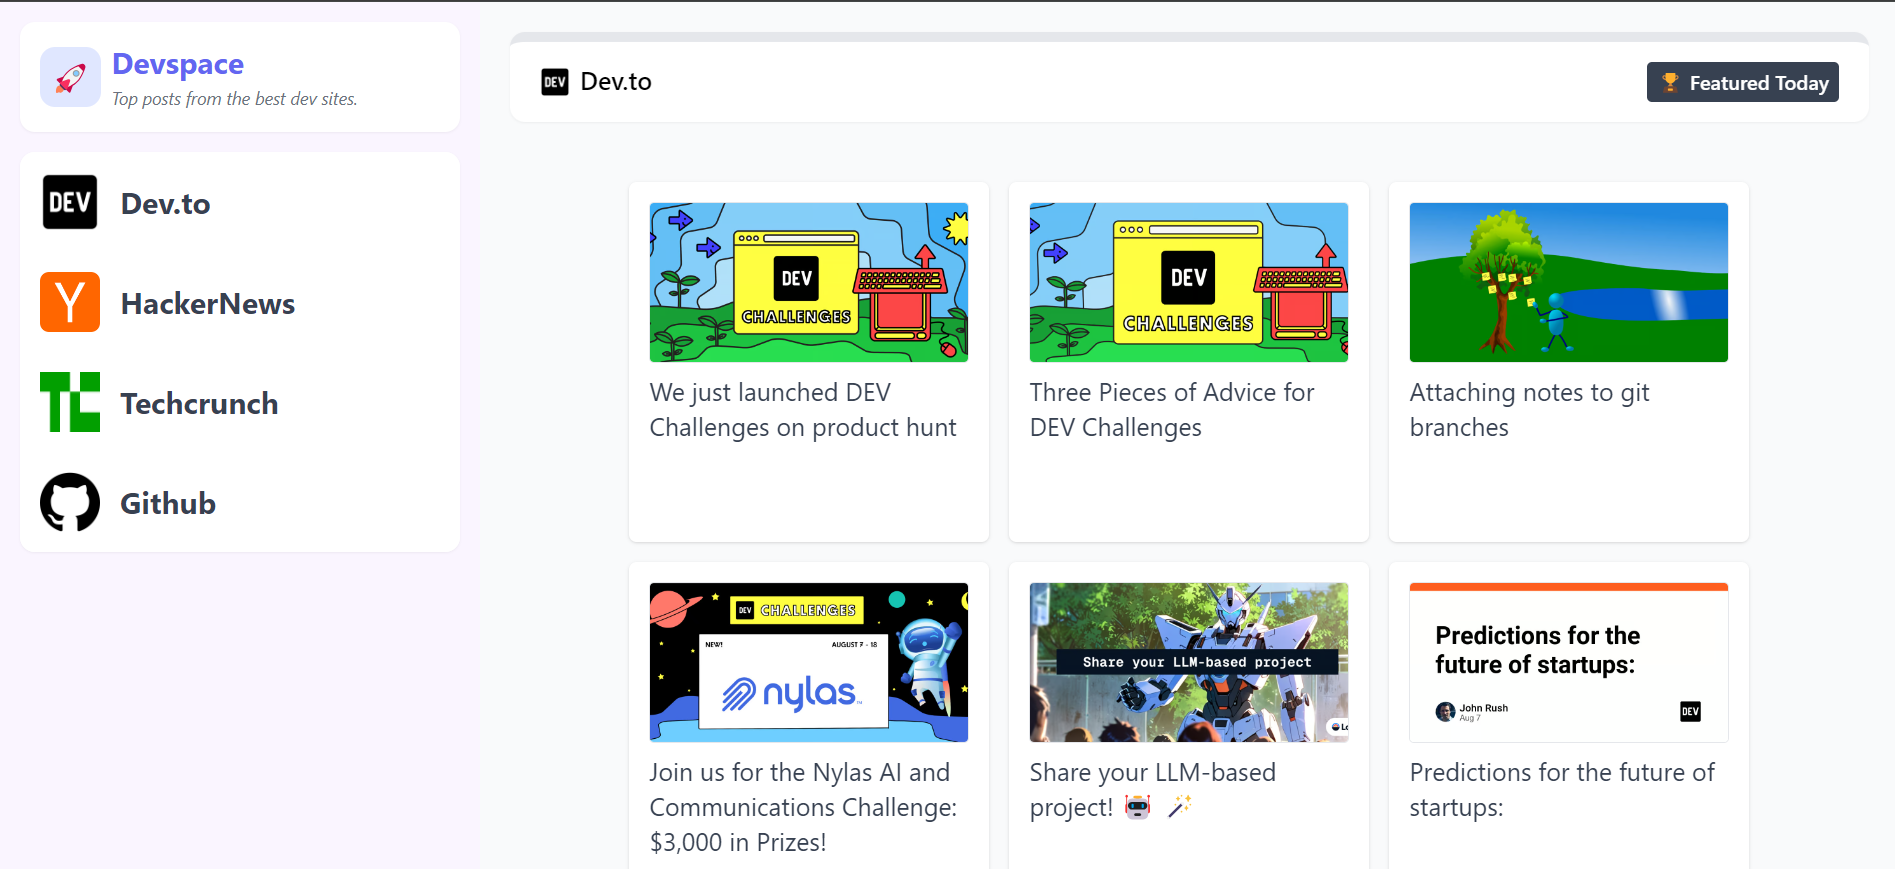 Devspace
Top posts from the best dev sites.
DEV Dev.to
HackerNews
Techcrunch
Github
DEV Dev.to
🏆 Featured Today
DEV
CHALLENGES
We just launched DEV
Challenges on product hunt
DEV
CHALLENGES
Three Pieces of Advice for
DEV Challenges
Attaching notes to git
branches
DEV CHALLENGES
NEW!
AUGUST 7 - 18
nylas™
Join us for the Nylas AI and
Communications Challenge:
$3,000 in Prizes!
Share your LLM-based project
Share your LLM-based
project! 🤖 🪄
Predictions for the
future of startups:
John Rush
Aug 7
DEV
Predictions for the future of
startups: